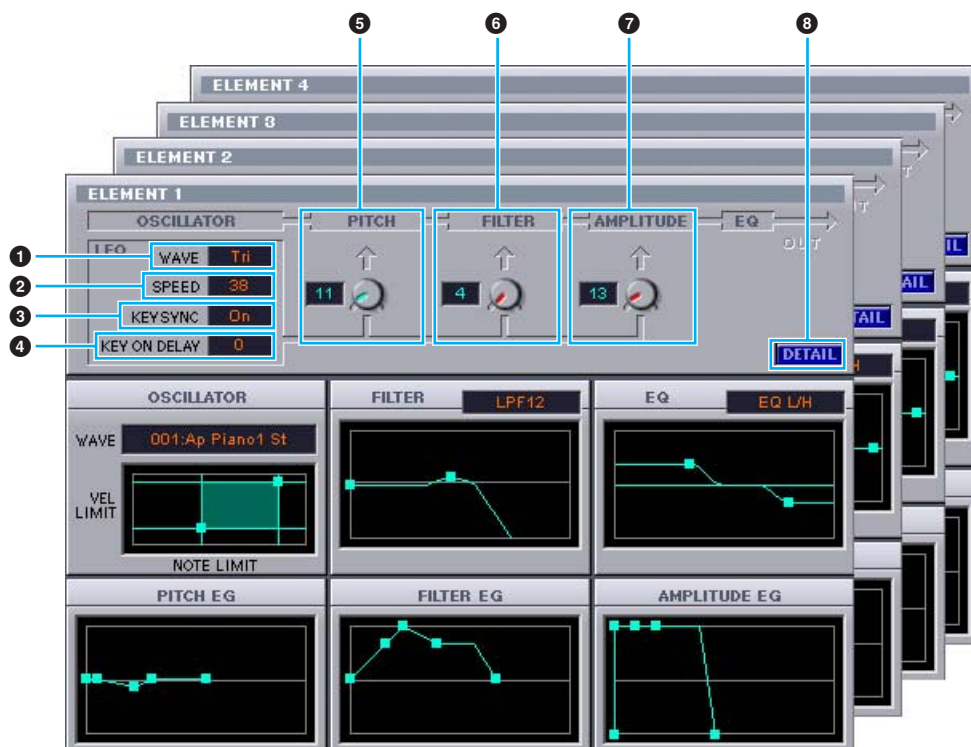 5 6 7 8
ELEMENT 4
ELEMENT 3
ELEMENT 2
ELEMENT 1
OSCILLATOR PITCH FILTER AMPLITUDE EQ
OUT
LFO
1 WAVE Tri
2 SPEED 38
3 KEYSYNC On
4 KEY ON DELAY 0
11 4 13
DETAIL
OSCILLATOR FILTER LPF12 EQ EQ L/H
WAVE 001:Ap Piano1 St
VEL
LIMIT
NOTE LIMIT
PITCH EG FILTER EG AMPLITUDE EG